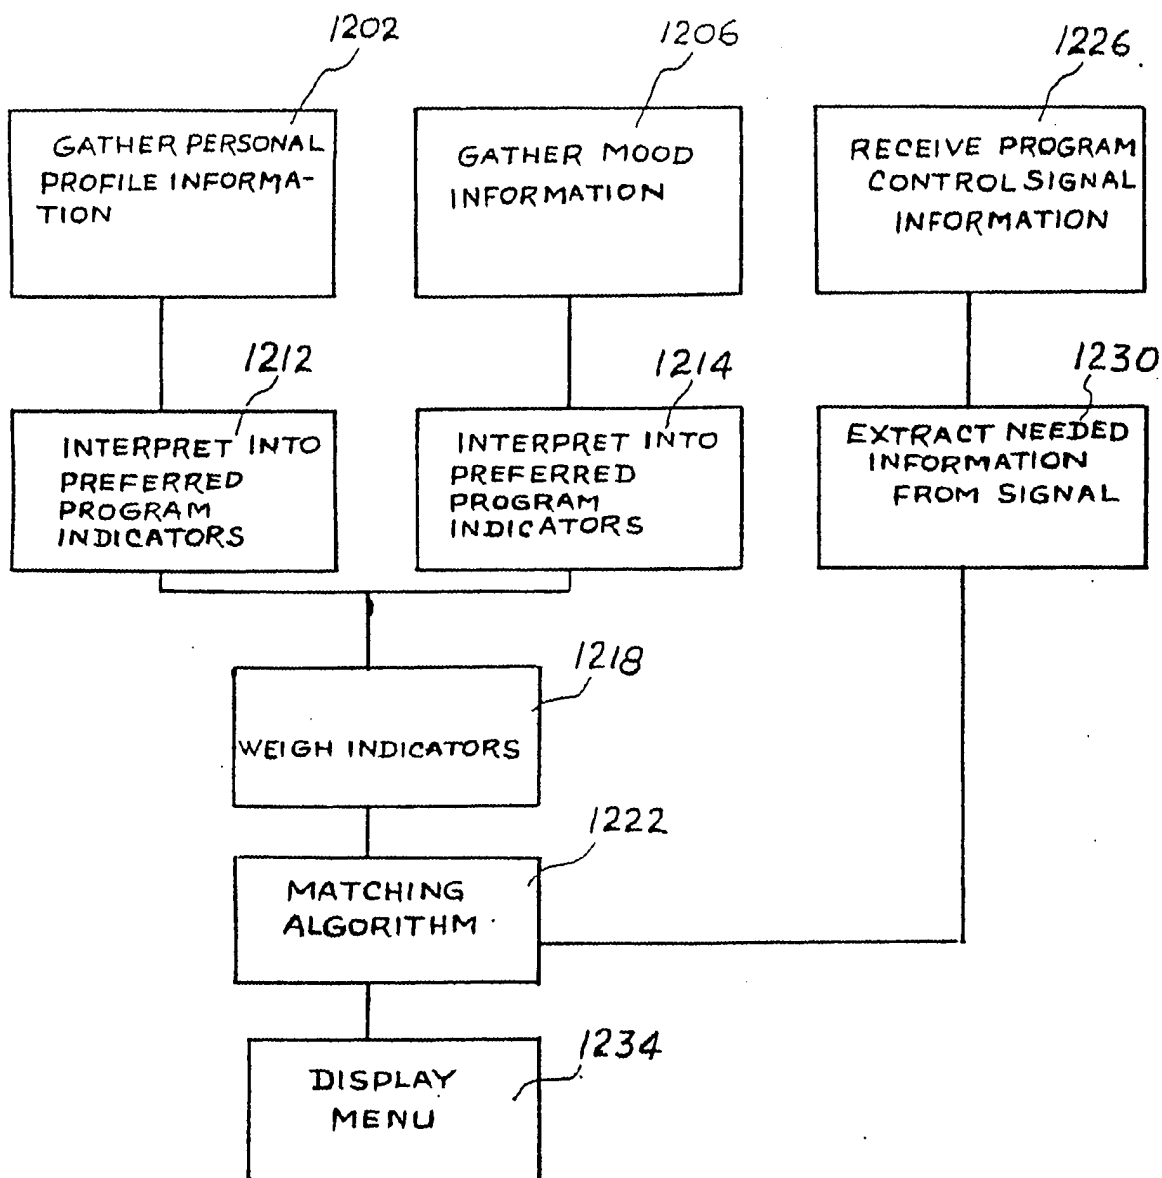 1202
GATHER PERSONAL
PROFILE INFORMA-
TION
1206
GATHER MOOD
INFORMATION
1226
RECEIVE PROGRAM
CONTROL SIGNAL
INFORMATION
1212
INTERPRET INTO
PREFERRED
PROGRAM
INDICATORS
1214
INTERPRET INTO
PREFERRED
PROGRAM
INDICATORS
1230
EXTRACT NEEDED
INFORMATION
FROM SIGNAL
1218
WEIGH INDICATORS
1222
MATCHING
ALGORITHM
1234
DISPLAY
MENU